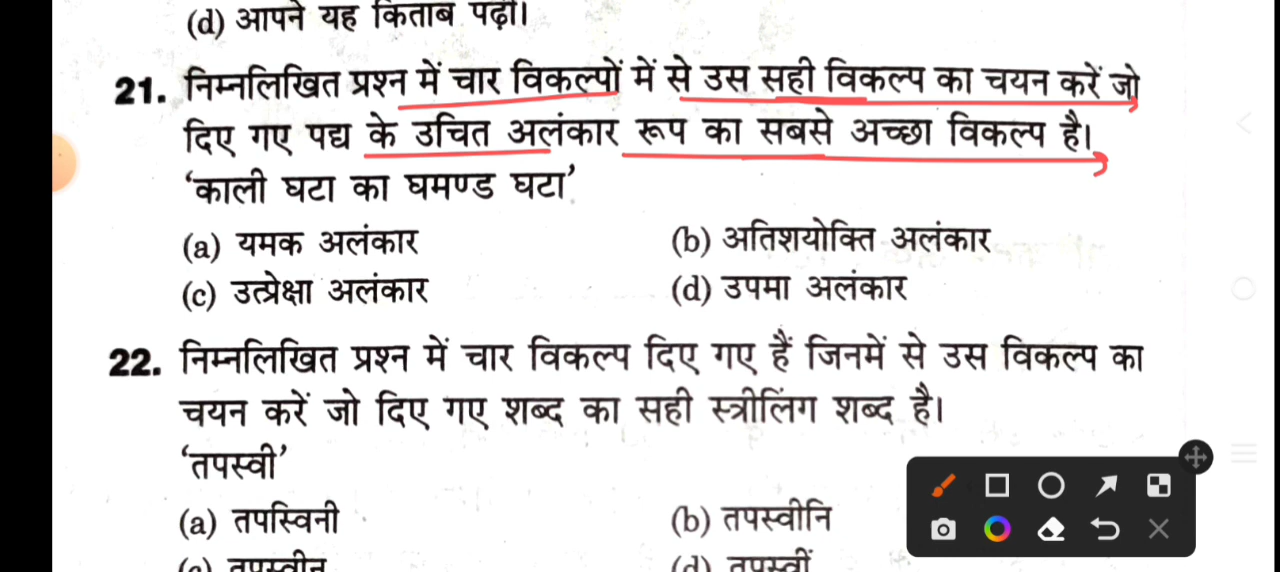 (d) आपने यह किताब पढ़ी।
21. निम्नलिखित प्रश्न में चार विकल्पों में से उस सही विकल्प का चयन करें जो
दिए गए पद्य के उचित अलंकार रूप का सबसे अच्छा विकल्प है।
‘काली घटा का घमण्ड घटा’
(a) यमक अलंकार (b) अतिशयोक्ति अलंकार
(c) उत्प्रेक्षा अलंकार (d) उपमा अलंकार
22. निम्नलिखित प्रश्न में चार विकल्प दिए गए हैं जिनमें से उस विकल्प का
चयन करें जो दिए गए शब्द का सही स्त्रीलिंग शब्द है।
‘तपस्वी’
(a) तपस्विनी (b) तपस्वीनि
(c) तपस्वीन (d) तपस्वीं